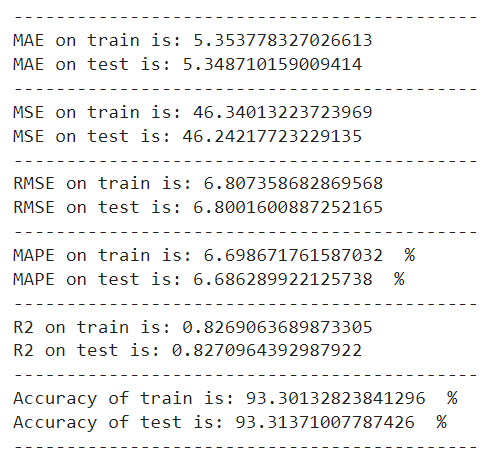 --------------------------------------------
MAE on train is: 5.353778327026613
MAE on test is: 5.348710159009414
--------------------------------------------
MSE on train is: 46.34013223723969
MSE on test is: 46.24217723229135
--------------------------------------------
RMSE on train is: 6.807358682869568
RMSE on test is: 6.8001600887252165
--------------------------------------------
MAPE on train is: 6.698671761587032  %
MAPE on test is: 6.686289922125738  %
--------------------------------------------
R2 on train is: 0.8269063689873305
R2 on test is: 0.8270964392987922
--------------------------------------------
Accuracy of train is: 93.30132823841296  %
Accuracy of test is: 93.31371007787426  %
--------------------------------------------